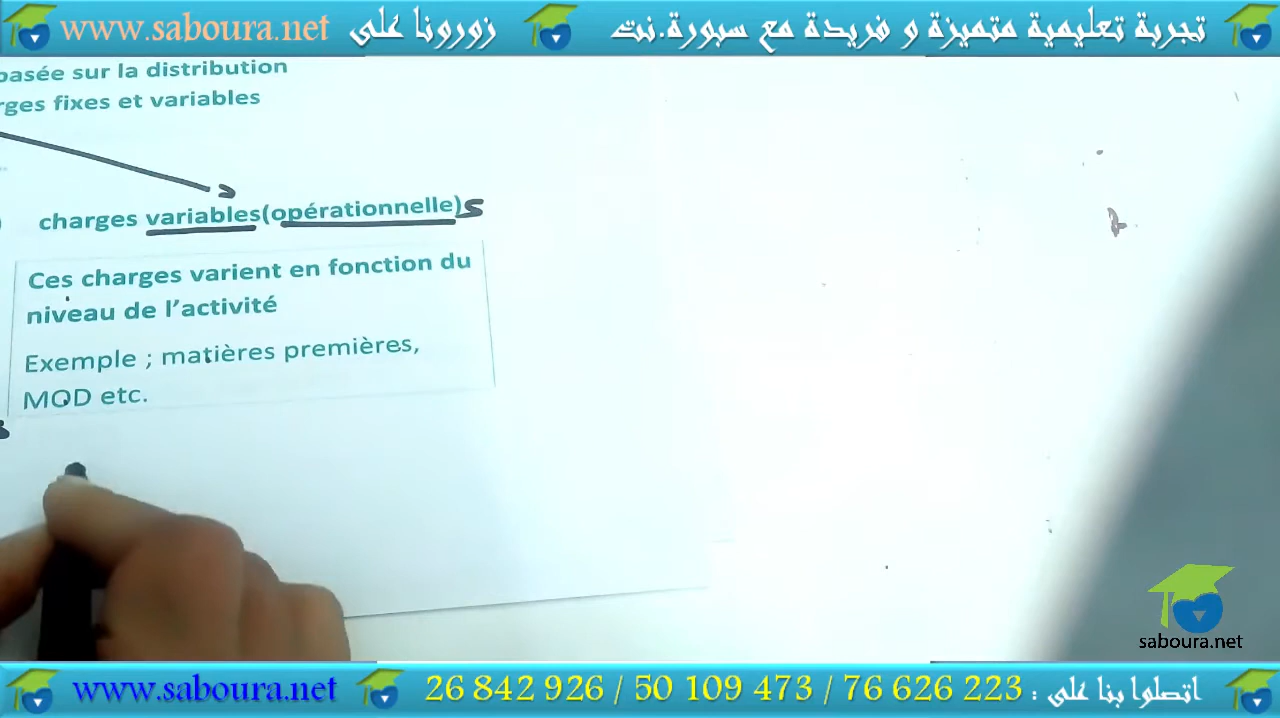 www.saboura.net زورونا على
تجربة تعليمية متميزة و فريدة مع سبورة.نت
basée sur la distribution
rges fixes et variables
charges variables(opérationnelle)s
Ces charges varient en fonction du
niveau de l’activité
Exemple ; matières premières,
MOD etc.
saboura.net
www.saboura.net
اتصلوا بنا على : 26 842 926 / 50 109 473 / 76 626 223